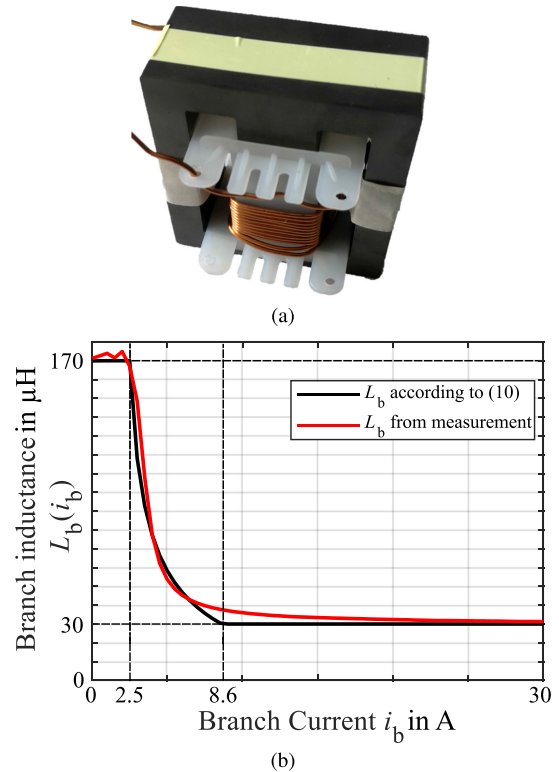 (a)
170
30
0
Branch inductance in µH
L_b(i_b)
L_b according to (10)
L_b from measurement
0 2.5 8.6 30
Branch Current i_b in A
(b)